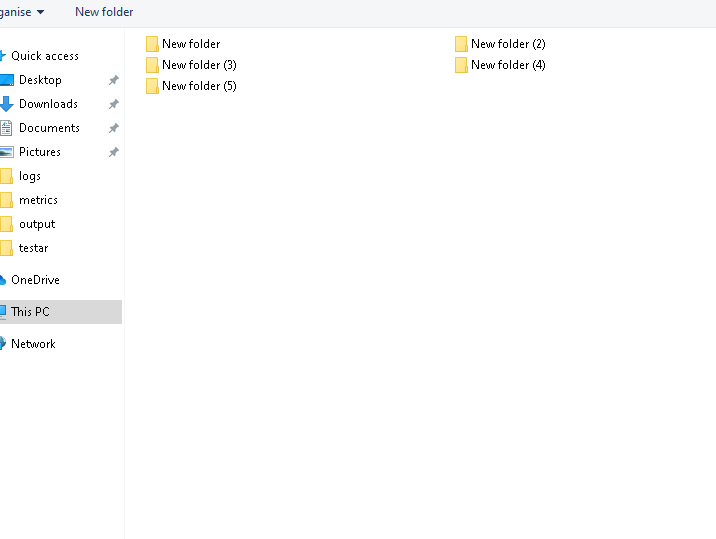 ganise New folder
Quick access
Desktop
Downloads
Documents
Pictures
logs
metrics
output
testar
OneDrive
This PC
Network
New folder New folder (2)
New folder (3) New folder (4)
New folder (5)